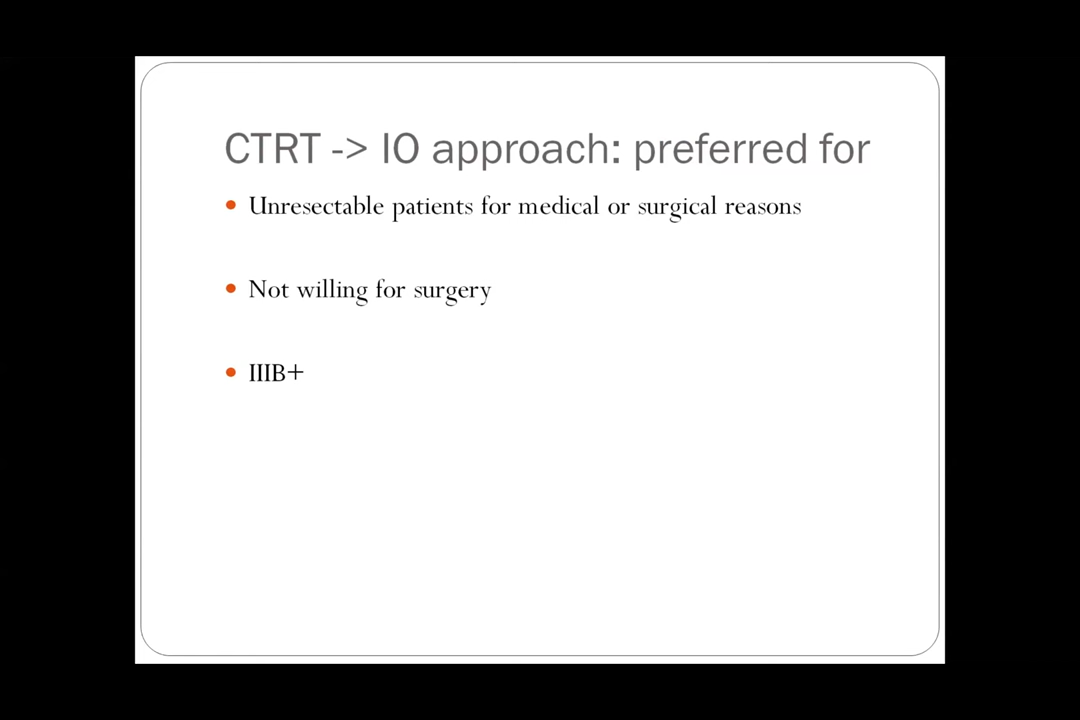 CTRT -> IO approach: preferred for
• Unresectable patients for medical or surgical reasons
• Not willing for surgery
• IIIB+